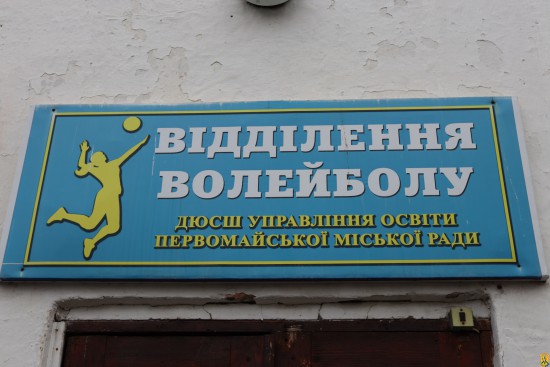 ВІДДІЛЕННЯ
ВОЛЕЙБОЛУ
ДЮСШ УПРАВЛІННЯ ОСВІТИ
ПЕРВОМАЙСЬКОЇ МІСЬКОЇ РАДИ